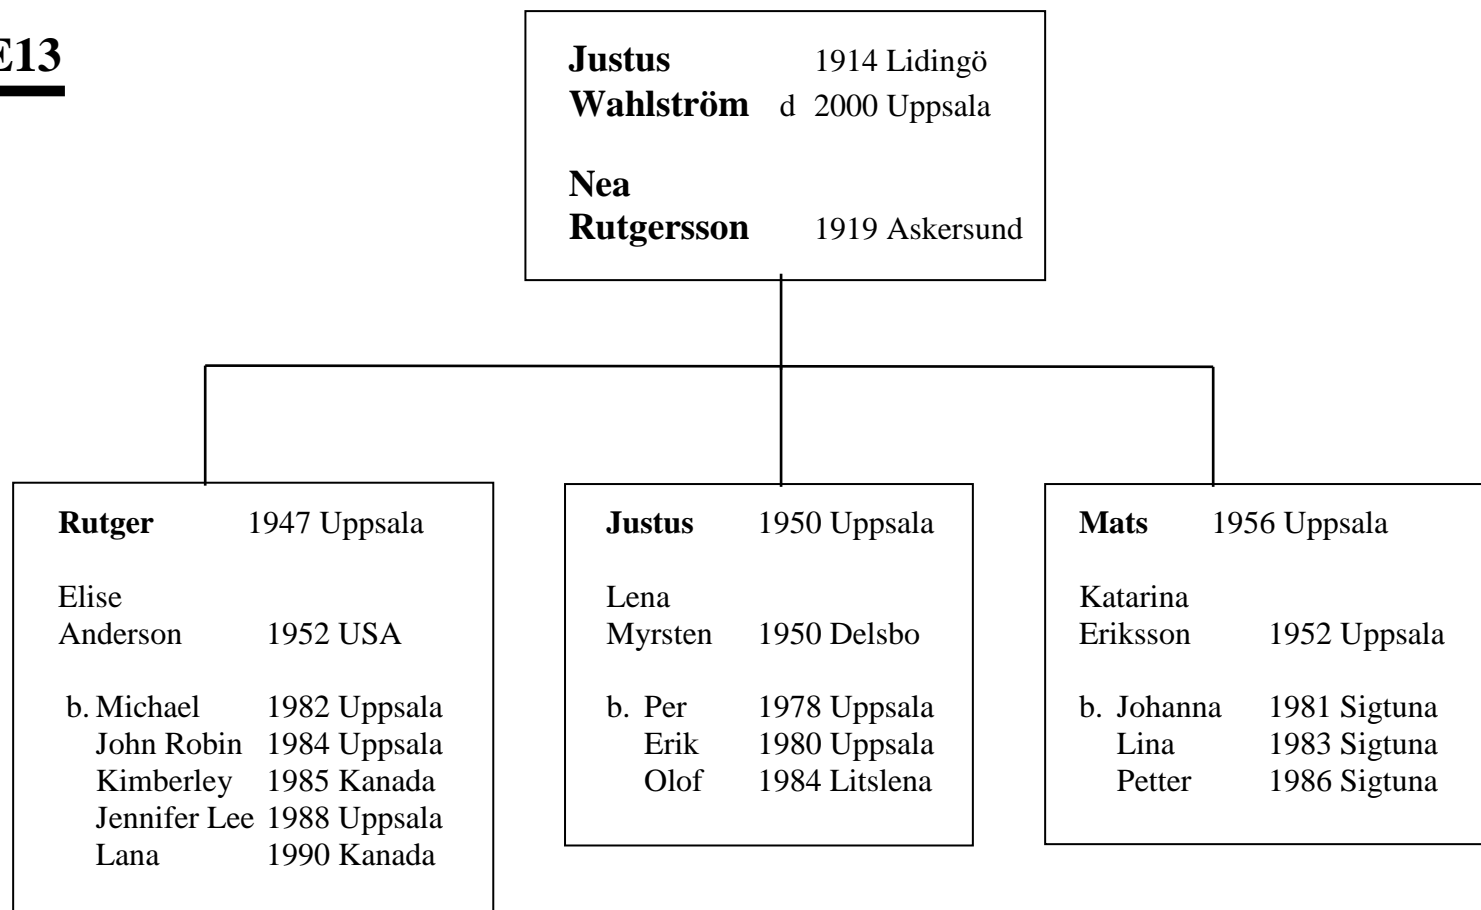 E13
Justus 1914 Lidingö
Wahlström d 2000 Uppsala
Nea
Rutgersson 1919 Askersund
Rutger 1947 Uppsala
Elise
Anderson 1952 USA
b. Michael 1982 Uppsala
John Robin 1984 Uppsala
Kimberley 1985 Kanada
Jennifer Lee 1988 Uppsala
Lana 1990 Kanada
Justus 1950 Uppsala
Lena
Myrsten 1950 Delsbo
b. Per 1978 Uppsala
Erik 1980 Uppsala
Olof 1984 Litslena
Mats 1956 Uppsala
Katarina
Eriksson 1952 Uppsala
b. Johanna 1981 Sigtuna
Lina 1983 Sigtuna
Petter 1986 Sigtuna